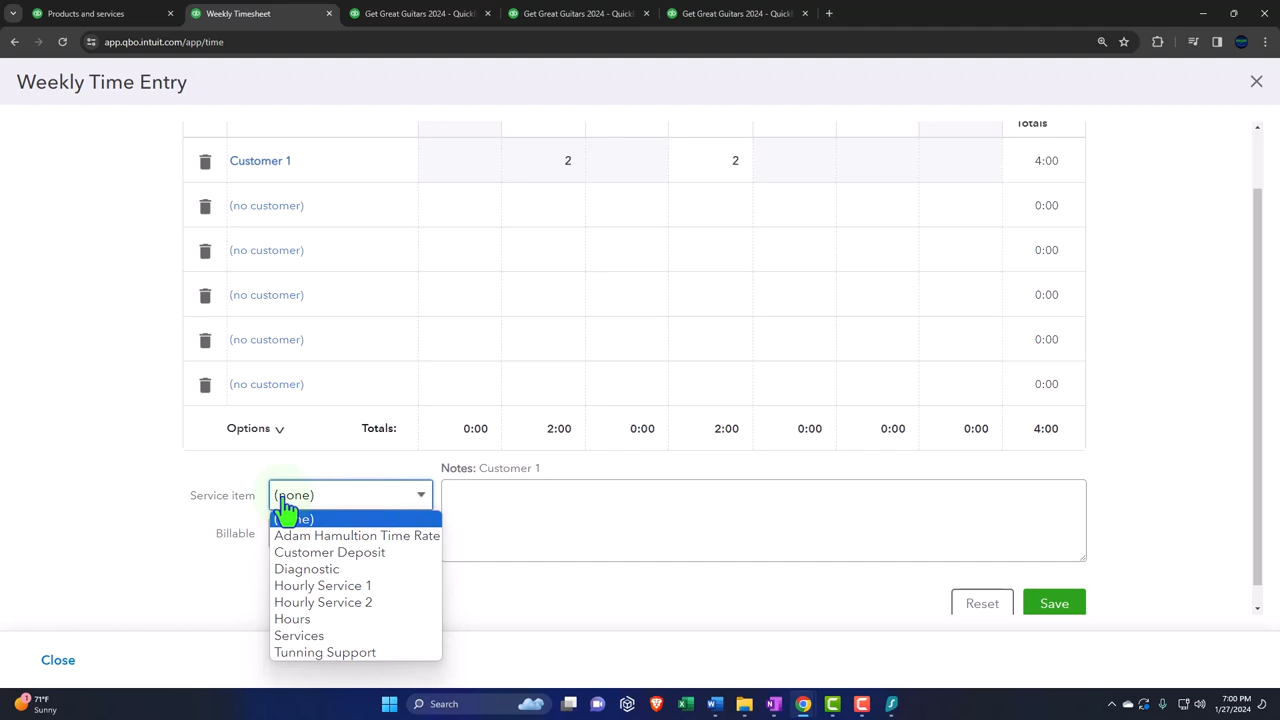 Products and services
Weekly Timesheet
Get Great Guitars 2024 - QuickB
Get Great Guitars 2024 - QuickB
Get Great Guitars 2024 - QuickB
app.qbo.intuit.com/app/time
Weekly Time Entry
Totals
Customer 1 2 2 4:00
(no customer) 0:00
(no customer) 0:00
(no customer) 0:00
(no customer) 0:00
(no customer) 0:00
Options Totals: 0:00 2:00 0:00 2:00 0:00 0:00 0:00 4:00
Notes: Customer 1
Service item (none)
Billable
Adam Hamultion Time Rate
Customer Deposit
Diagnostic
Hourly Service 1
Hourly Service 2
Hours
Services
Tunning Support
Reset Save
Close
71°F
Sunny
Search
7:00 PM
1/27/2024